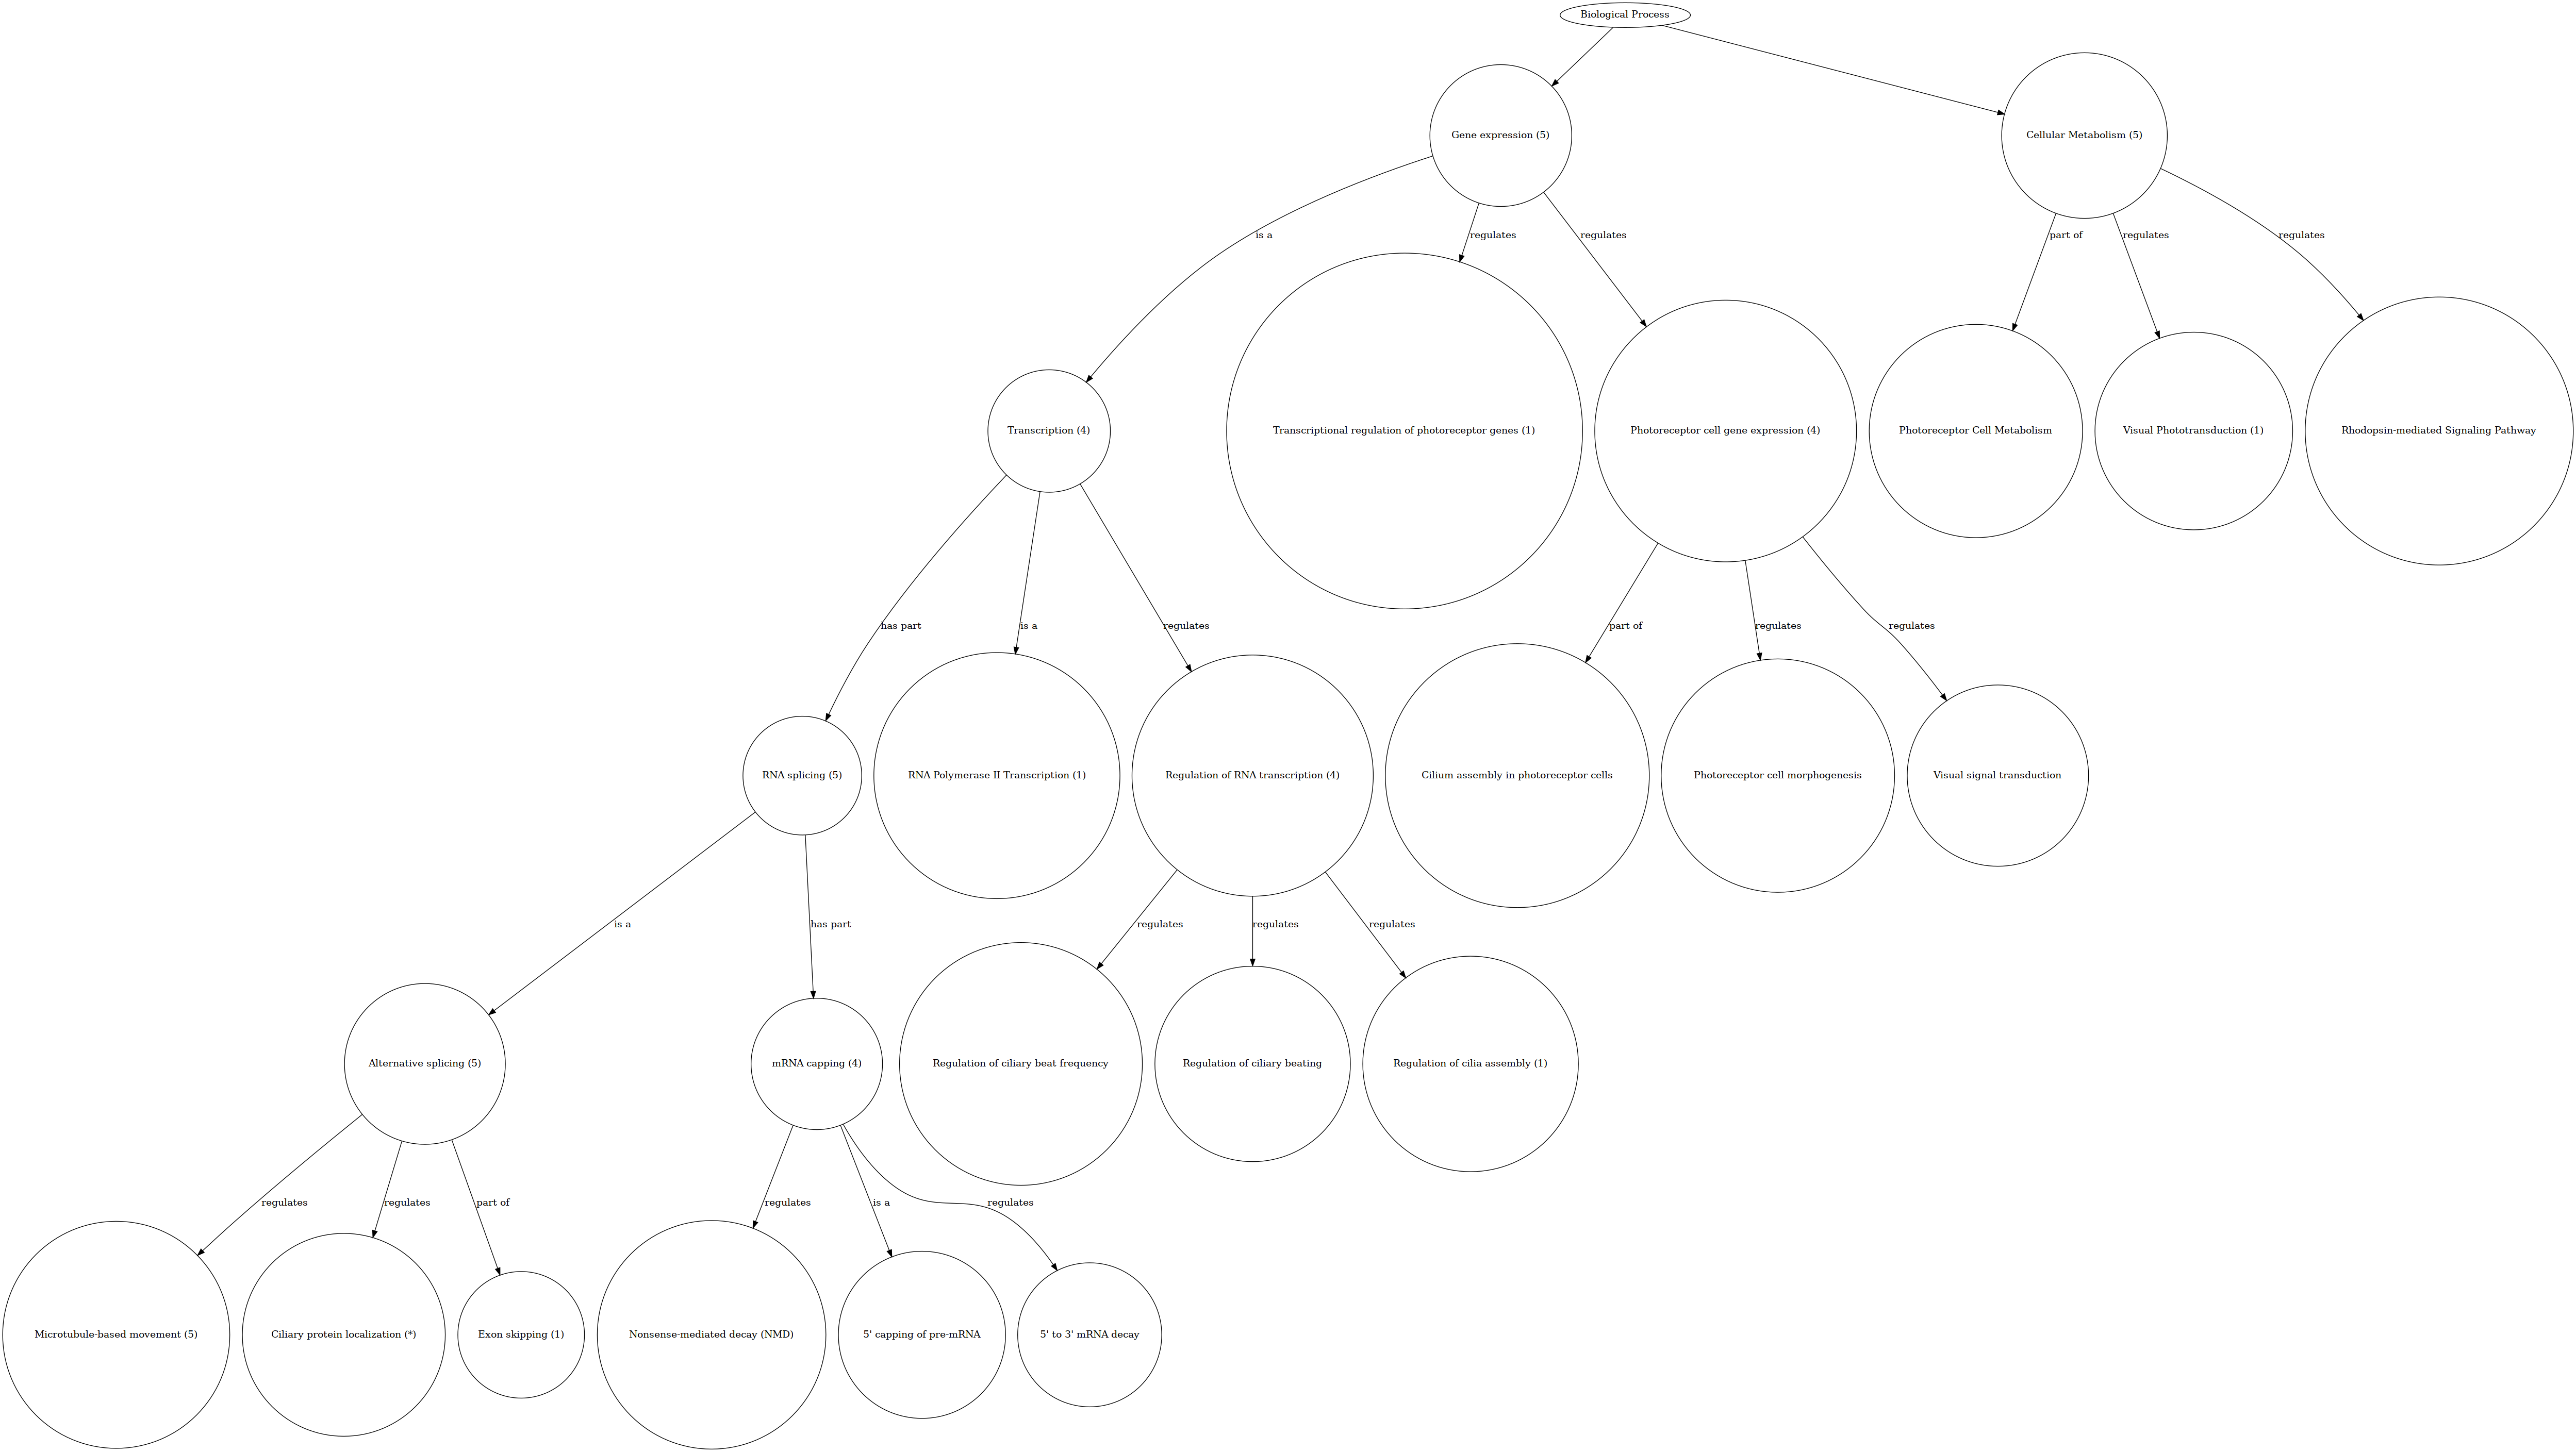 Biological Process
Gene expression (5)
Cellular Metabolism (5)
is a
regulates
regulates
part of
regulates
regulates
Transcription (4)
Transcriptional regulation of photoreceptor genes (1)
Photoreceptor cell gene expression (4)
Photoreceptor Cell Metabolism
Visual Phototransduction (1)
Rhodopsin-mediated Signaling Pathway
has part
is a
regulates
part of
regulates
regulates
RNA splicing (5)
RNA Polymerase II Transcription (1)
Regulation of RNA transcription (4)
Cilium assembly in photoreceptor cells
Photoreceptor cell morphogenesis
Visual signal transduction
is a
has part
regulates
regulates
regulates
Alternative splicing (5)
mRNA capping (4)
Regulation of ciliary beat frequency
Regulation of ciliary beating
Regulation of cilia assembly (1)
regulates
regulates
part of
regulates
is a
regulates
Microtubule-based movement (5)
Ciliary protein localization (*)
Exon skipping (1)
Nonsense-mediated decay (NMD)
5' capping of pre-mRNA
5' to 3' mRNA decay